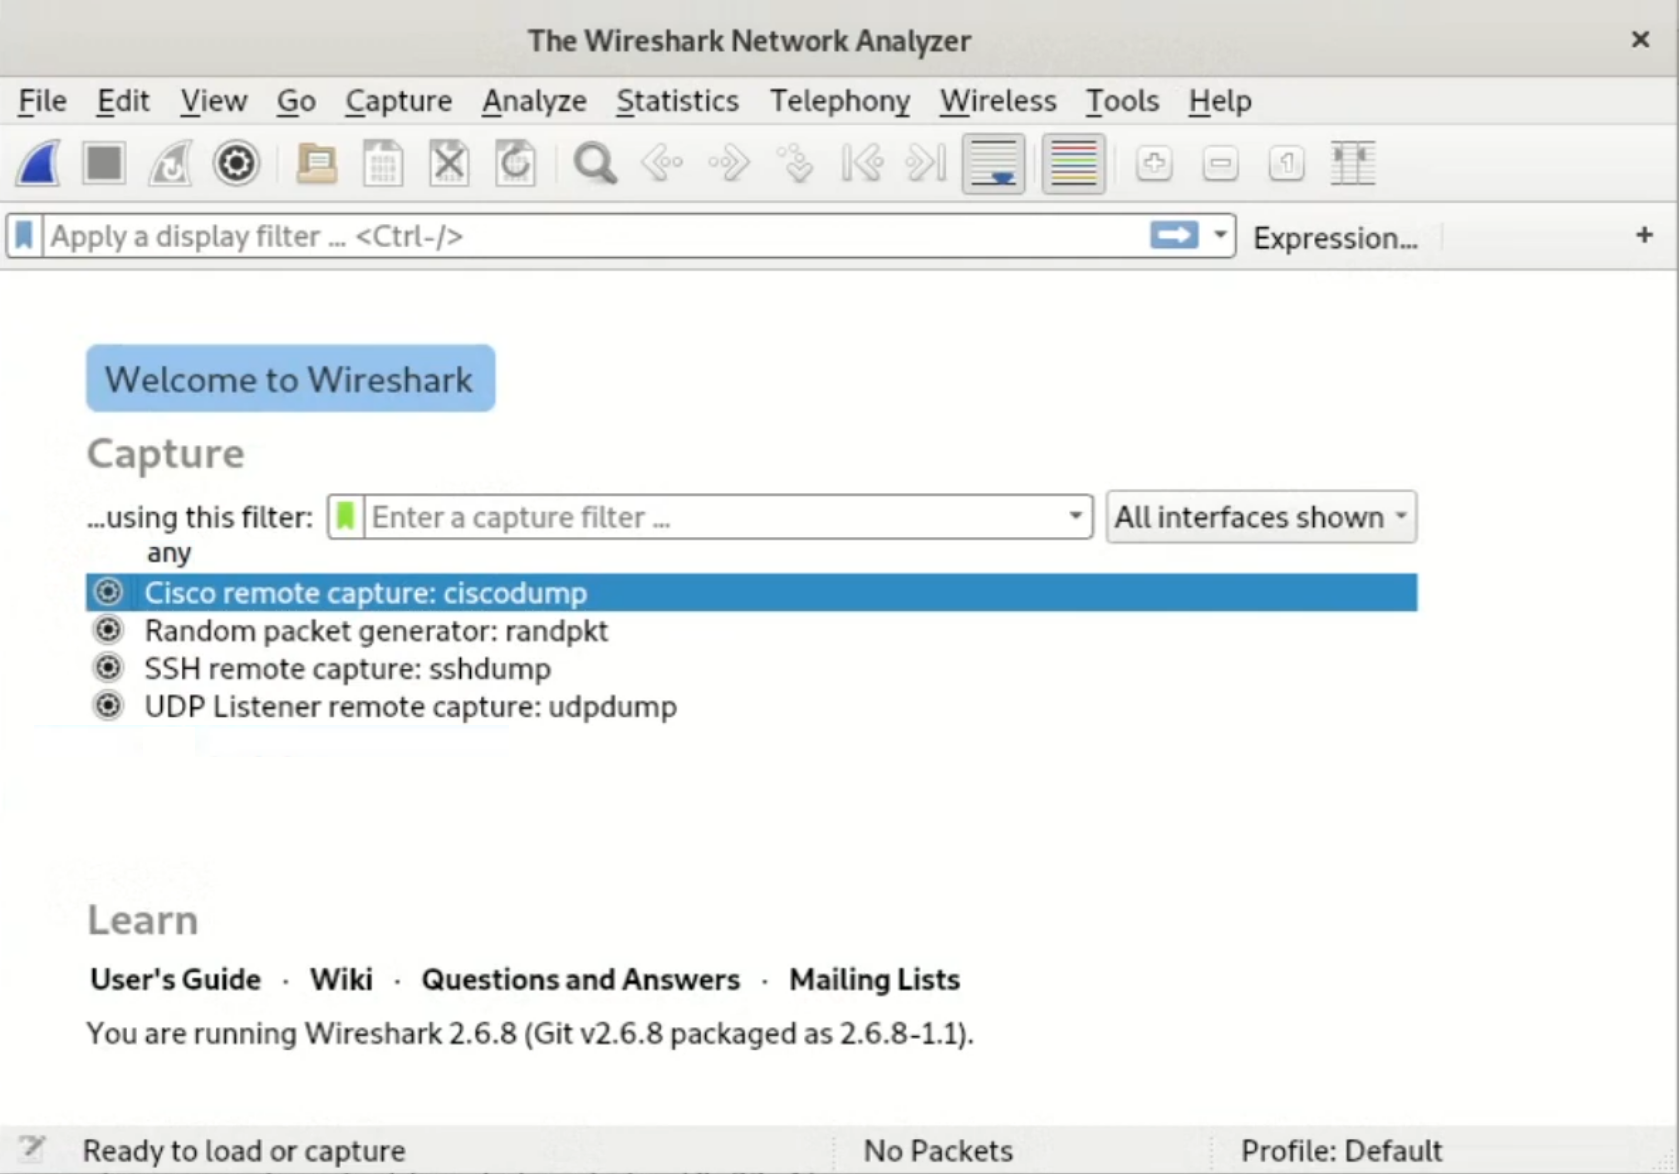 The Wireshark Network Analyzer
File Edit View Go Capture Analyze Statistics Telephony Wireless Tools Help
Apply a display filter ... <Ctrl-/> Expression... +
Welcome to Wireshark
Capture
...using this filter: Enter a capture filter ... All interfaces shown
any
Cisco remote capture: ciscodump
Random packet generator: randpkt
SSH remote capture: sshdump
UDP Listener remote capture: udpdump
Learn
User's Guide · Wiki · Questions and Answers · Mailing Lists
You are running Wireshark 2.6.8 (Git v2.6.8 packaged as 2.6.8-1.1).
Ready to load or capture No Packets Profile: Default